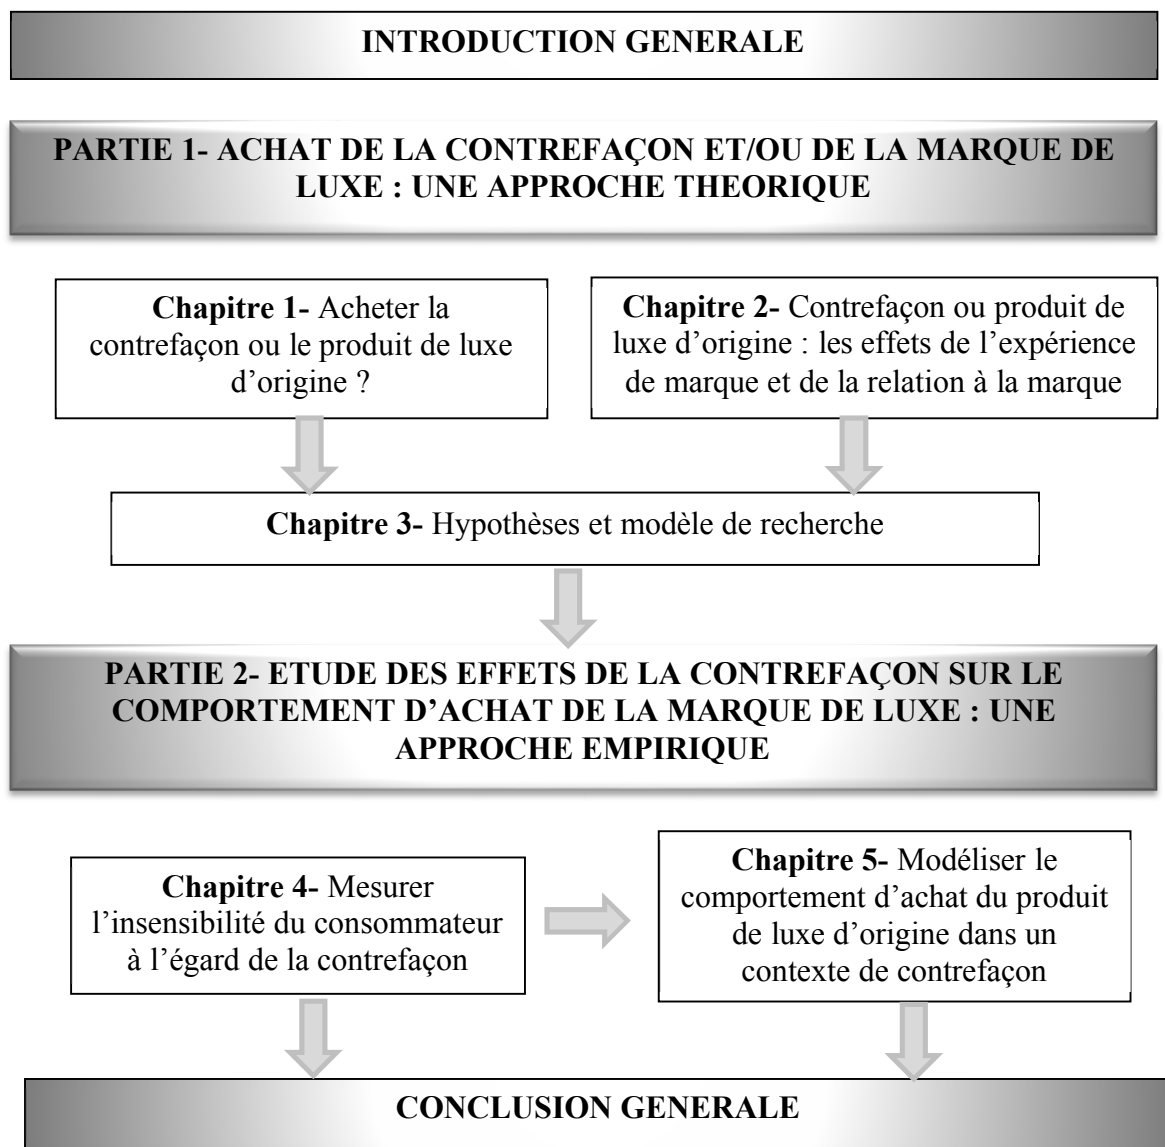 INTRODUCTION GENERALE
PARTIE 1- ACHAT DE LA CONTREFAÇON ET/OU DE LA MARQUE DE
LUXE : UNE APPROCHE THEORIQUE
Chapitre 1- Acheter la
contrefaçon ou le produit de luxe
d’origine ?
Chapitre 2- Contrefaçon ou produit de
luxe d’origine : les effets de l’expérience
de marque et de la relation à la marque
Chapitre 3- Hypothèses et modèle de recherche
PARTIE 2- ETUDE DES EFFETS DE LA CONTREFAÇON SUR LE
COMPORTEMENT D’ACHAT DE LA MARQUE DE LUXE : UNE
APPROCHE EMPIRIQUE
Chapitre 4- Mesurer
l’insensibilité du consommateur
à l’égard de la contrefaçon
Chapitre 5- Modéliser le
comportement d’achat du produit
de luxe d’origine dans un
contexte de contrefaçon
CONCLUSION GENERALE